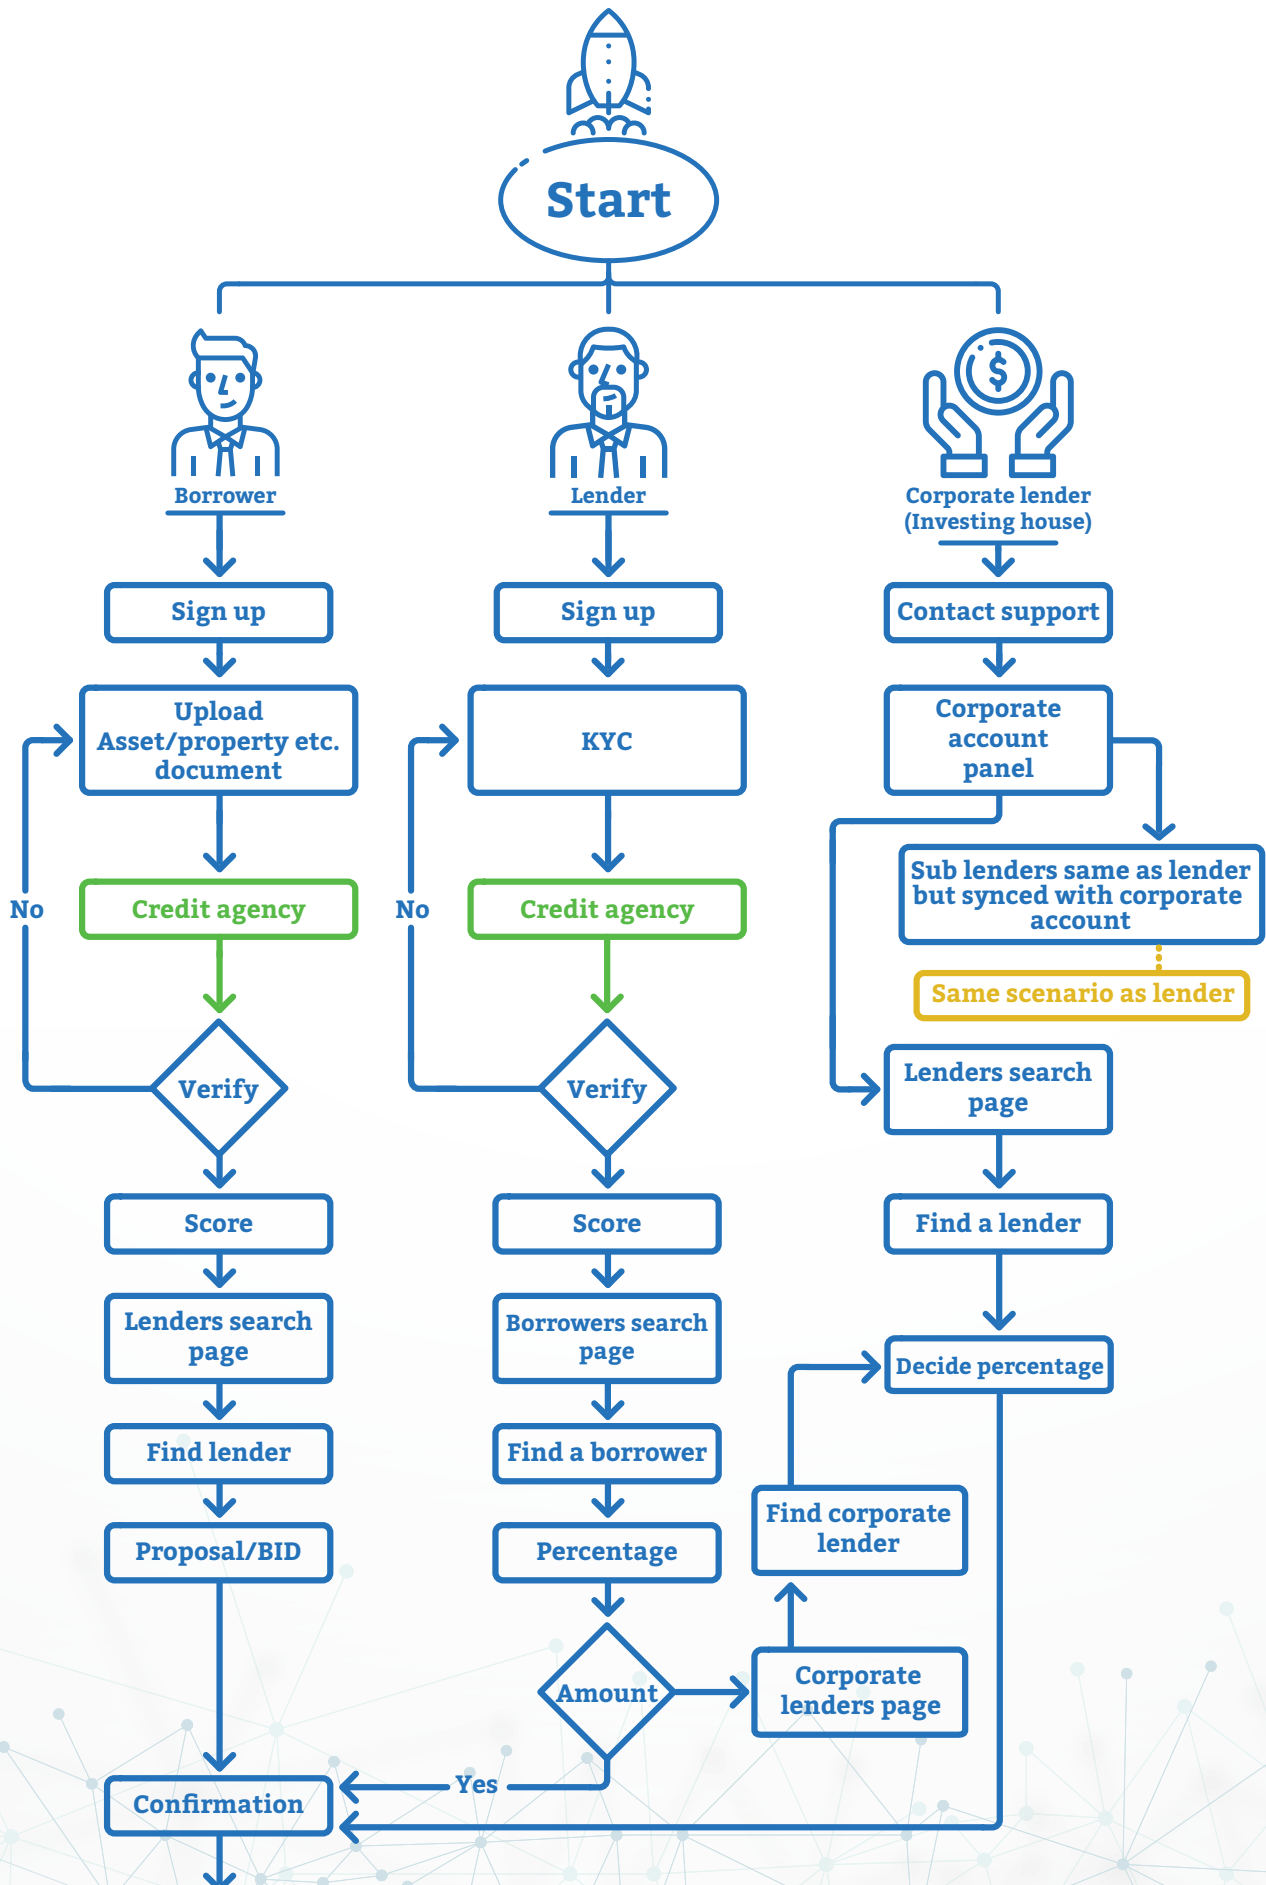 Start
Borrower
Lender
Corporate lender
(Investing house)
Sign up
Sign up
Contact support
Upload
Asset/property etc.
document
KYC
Corporate
account
panel
Sub lenders same as lender
but synced with corporate
account
No
Credit agency
No
Credit agency
Same scenario as lender
Verify
Verify
Lenders search
page
Score
Score
Find a lender
Lenders search
page
Borrowers search
page
Decide percentage
Find lender
Find a borrower
Find corporate
lender
Proposal/BID
Percentage
Amount
Corporate
lenders page
Yes
Confirmation